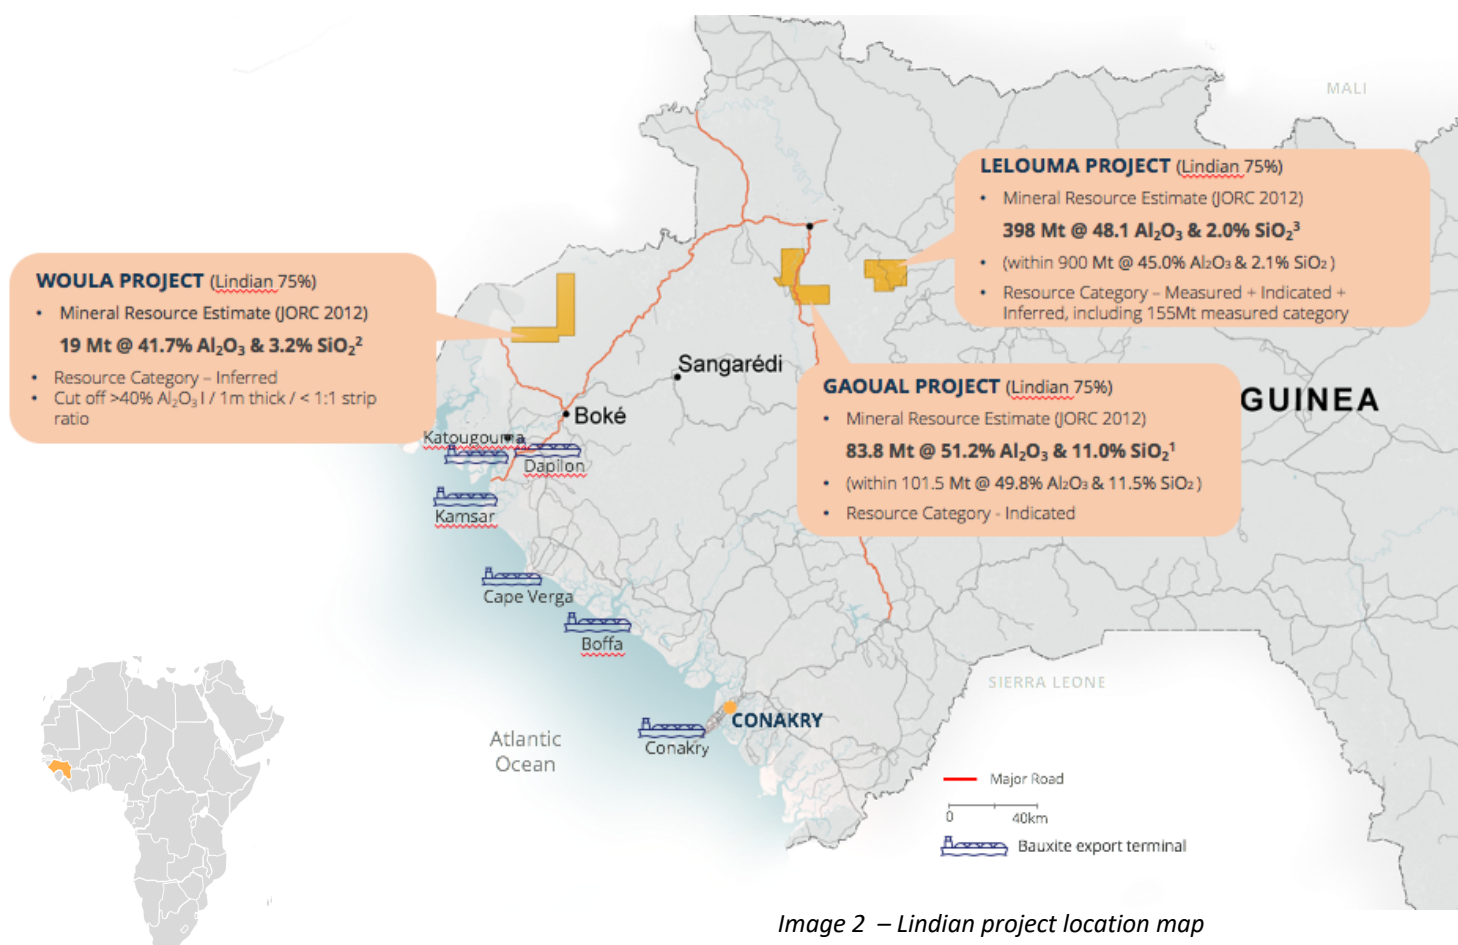 MALI
LELOUMA PROJECT (Lindian 75%)
• Mineral Resource Estimate (JORC 2012)
398 Mt @ 48.1 Al₂O₃ & 2.0% SiO₂³
• (within 900 Mt @ 45.0% Al₂O₃ & 2.1% SiO₂ )
• Resource Category – Measured + Indicated +
Inferred, including 155Mt measured category
WOULA PROJECT (Lindian 75%)
• Mineral Resource Estimate (JORC 2012)
19 Mt @ 41.7% Al₂O₃ & 3.2% SiO₂²
• Resource Category – Inferred
• Cut off >40% Al₂O₃ I / 1m thick / < 1:1 strip
ratio
Sangarédi
Boké
GAOUAL PROJECT (Lindian 75%)
• Mineral Resource Estimate (JORC 2012)
83.8 Mt @ 51.2% Al₂O₃ & 11.0% SiO₂¹
• (within 101.5 Mt @ 49.8% Al₂O₃ & 11.5% SiO₂ )
• Resource Category - Indicated
GUINEA
Katougouma
Dapilon
Kamsar
Cape Verga
Boffa
SIERRA LEONE
CONAKRY
Conakry
Atlantic
Ocean
Major Road
0 40km
Bauxite export terminal
Image 2 – Lindian project location map